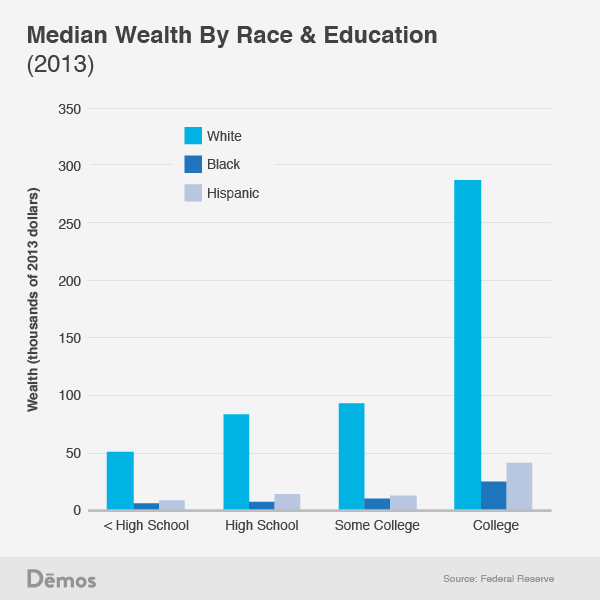 Median Wealth By Race & Education
(2013)
Wealth (thousands of 2013 dollars)
350
300
250
200
150
100
50
0
White
Black
Hispanic
< High School
High School
Some College
College
Dēmos
Source: Federal Reserve